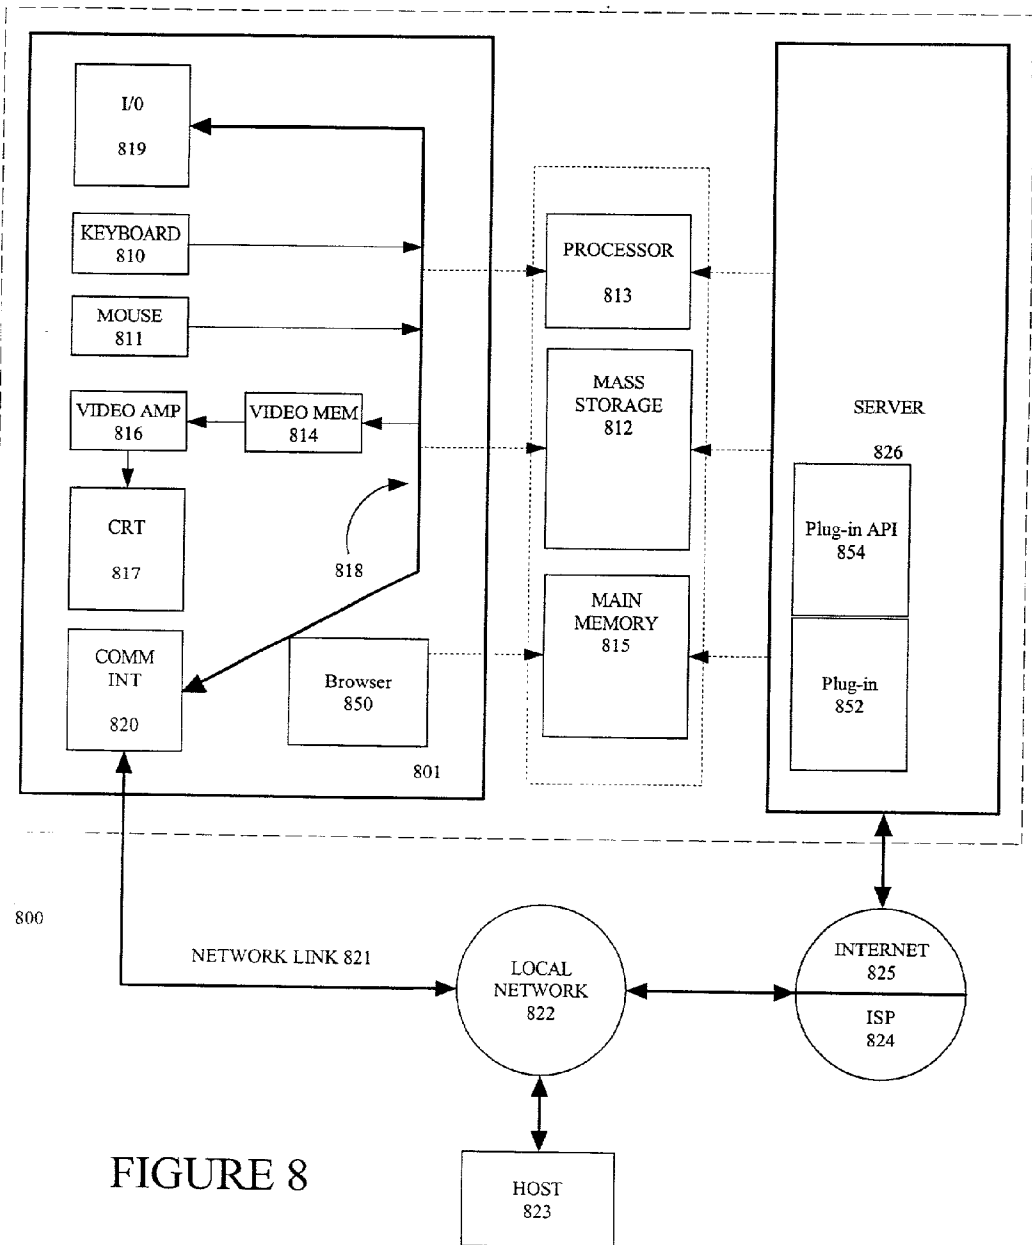 I/0
819
KEYBOARD
810
MOUSE
811
VIDEO AMP
816
VIDEO MEM
814
CRT
817
818
COMM
INT
820
Browser
850
801
PROCESSOR
813
MASS
STORAGE
812
MAIN
MEMORY
815
SERVER
826
Plug-in API
854
Plug-in
852
800
NETWORK LINK 821
LOCAL
NETWORK
822
INTERNET
825
ISP
824
HOST
823
FIGURE 8